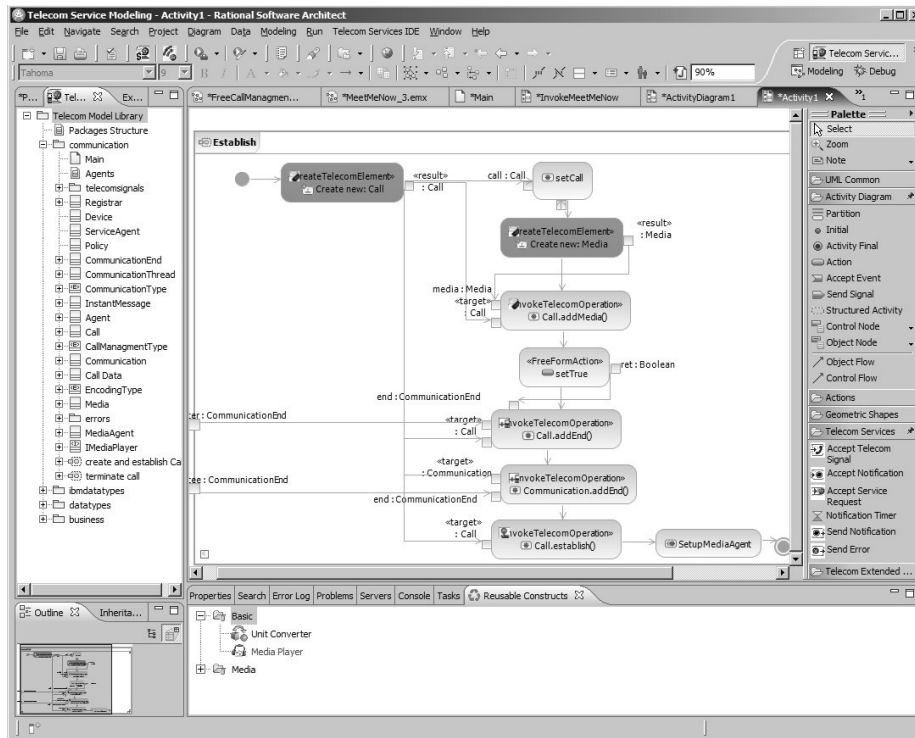 Telecom Service Modeling - Activity1 - Rational Software Architect
File Edit Navigate Search Project Diagram Data Modeling Run Telecom Services IDE Window Help
Telecom Servic...
Tahoma 9 90% Modeling Debug
*P... Tel... Ex...
*FreeCallManagmen... *MeetMeNow_3.emx *Main *InvokeMeetMeNow *ActivityDiagram1 *Activity1 "1
Telecom Model Library
Packages Structure
communication
Main
Agents
telecomsignals
Registrar
Device
ServiceAgent
Policy
CommunicationEnd
CommunicationThread
CommunicationType
InstantMessage
Agent
Call
CallManagmentType
Communication
Call Data
EncodingType
Media
errors
MediaAgent
IMediaPlayer
create and establish Ca
terminate call
ibmdatatypes
datatypes
business
Establish
reateTelecomElement»
Create new: Call
«result»
: Call
call : Call
setCall
reateTelecomElement»
Create new: Media
«result»
: Media
media : Media
«target»
: Call
nvokeTelecomOperation»
Call.addMedia()
«FreeFormAction»
setTrue
ret : Boolean
end : CommunicationEnd
ter : CommunicationEnd
«target»
: Call
nvokeTelecomOperation»
Call.addEnd()
«target»
: Communication
tee : CommunicationEnd
nvokeTelecomOperation»
Communication.addEnd()
end : CommunicationEnd
«target»
: Call
nvokeTelecomOperation»
Call.establish()
SetupMediaAgent
Palette
Select
Zoom
Note
UML Common
Activity Diagram
Partition
Initial
Activity Final
Action
Accept Event
Send Signal
Structured Activity
Control Node
Object Node
Object Flow
Control Flow
Actions
Geometric Shapes
Telecom Services
Accept Telecom
Signal
Accept Notification
Accept Service
Request
Notification Timer
Send Notification
Send Error
Telecom Extended ...
Outline Inherita...
Properties Search Error Log Problems Servers Console Tasks Reusable Constructs
Basic
Unit Converter
Media Player
Media